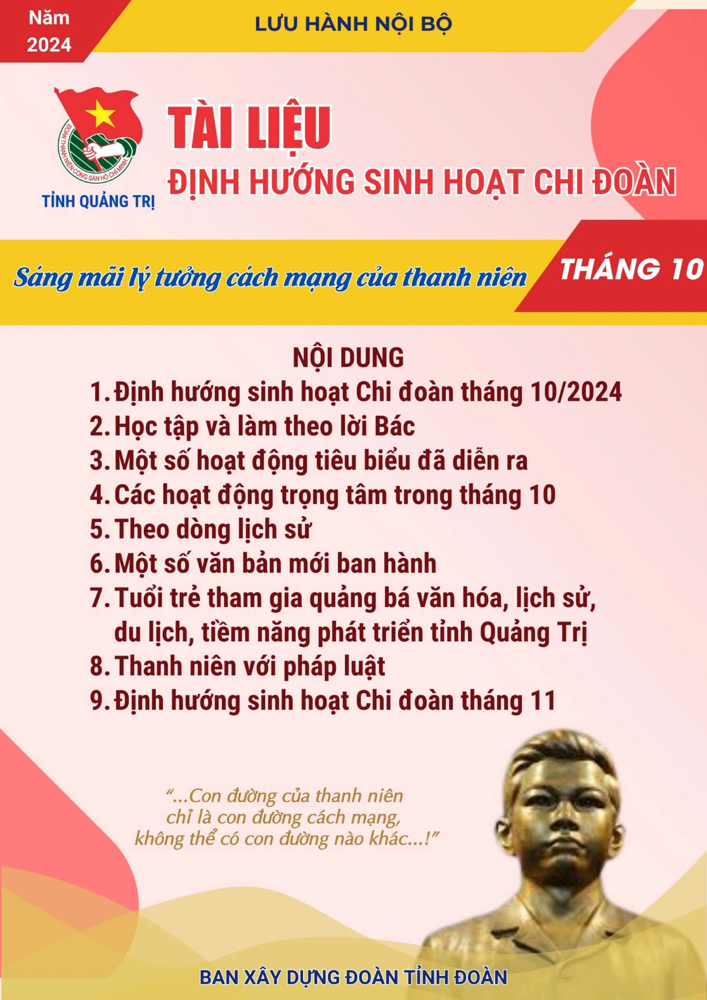 Năm
2024
LƯU HÀNH NỘI BỘ
ĐOÀN THANH NIÊN CỘNG SẢN HỒ CHÍ MINH
TỈNH QUẢNG TRỊ
TÀI LIỆU
ĐỊNH HƯỚNG SINH HOẠT CHI ĐOÀN
Sáng mãi lý tưởng cách mạng của thanh niên
THÁNG 10
NỘI DUNG
1. Định hướng sinh hoạt Chi đoàn tháng 10/2024
2. Học tập và làm theo lời Bác
3. Một số hoạt động tiêu biểu đã diễn ra
4. Các hoạt động trọng tâm trong tháng 10
5. Theo dòng lịch sử
6. Một số văn bản mới ban hành
7. Tuổi trẻ tham gia quảng bá văn hóa, lịch sử,
du lịch, tiềm năng phát triển tỉnh Quảng Trị
8. Thanh niên với pháp luật
9. Định hướng sinh hoạt Chi đoàn tháng 11
"...Con đường của thanh niên
chỉ là con đường cách mạng,
không thể có con đường nào khác...!"
BAN XÂY DỰNG ĐOÀN TỈNH ĐOÀN